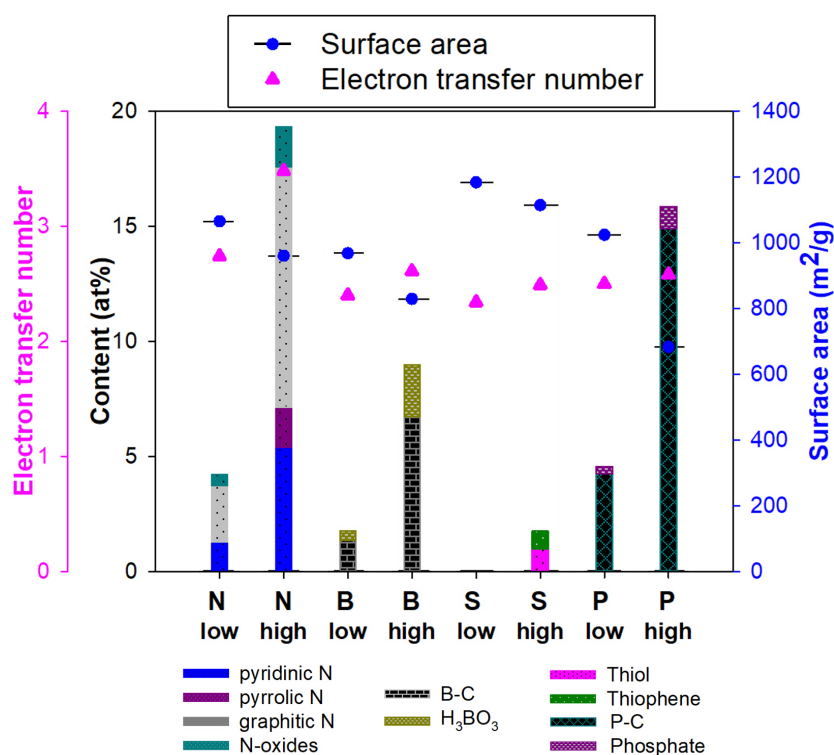 Surface area
Electron transfer number
4
3
2
1
0
Electron transfer number
20
15
10
5
0
Content (at%)
1400
1200
1000
800
600
400
200
0
Surface area (m²/g)
N N B B S S P P
low high low high low high low high
pyridinic N
pyrrolic N
graphitic N
N-oxides
B-C
H₃BO₃
Thiol
Thiophene
P-C
Phosphate